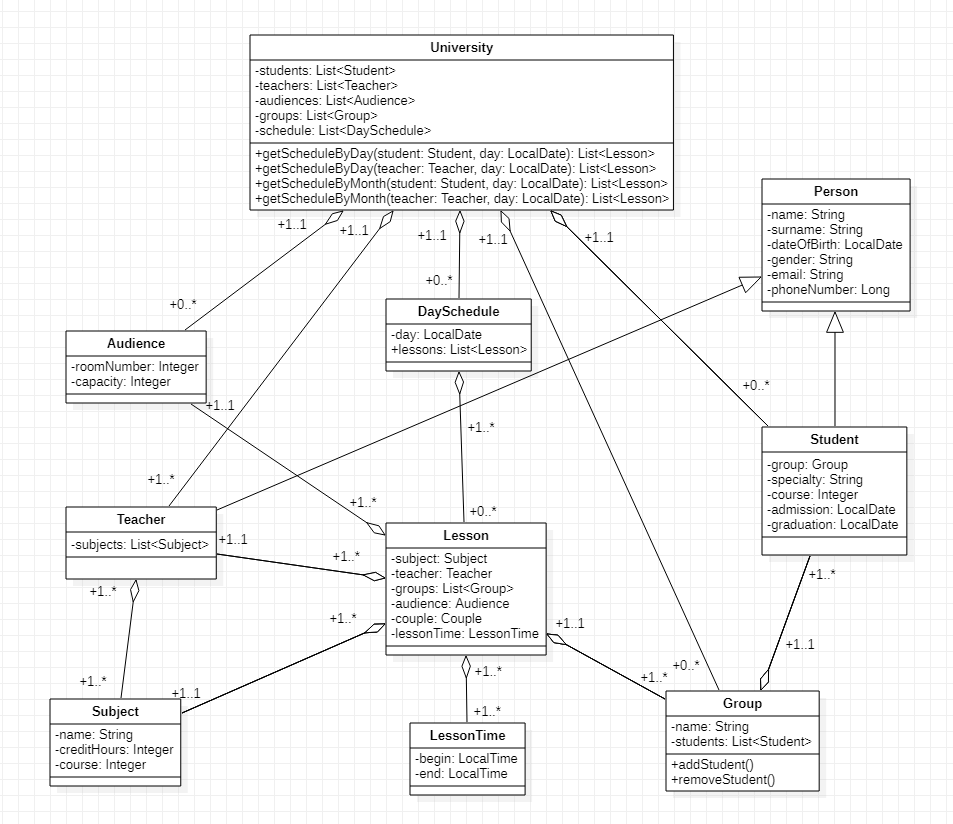 University
-students: List<Student>
-teachers: List<Teacher>
-audiences: List<Audience>
-groups: List<Group>
-schedule: List<DaySchedule>
+getScheduleByDay(student: Student, day: LocalDate): List<Lesson>
+getScheduleByDay(teacher: Teacher, day: LocalDate): List<Lesson>
+getScheduleByMonth(student: Student, day: LocalDate): List<Lesson>
+getScheduleByMonth(teacher: Teacher, day: LocalDate): List<Lesson>
+1..1
+1..1
+1..1
+1..1
+1..1
Person
-name: String
-surname: String
-dateOfBirth: LocalDate
-gender: String
-email: String
-phoneNumber: Long
+0..*
+0..*
DaySchedule
-day: LocalDate
+lessons: List<Lesson>
Audience
-roomNumber: Integer
-capacity: Integer
+1..1
+0..*
+1..*
Student
-group: Group
-specialty: String
-course: Integer
-admission: LocalDate
-graduation: LocalDate
+1..*
+1..*
+0..*
Teacher
-subjects: List<Subject>
+1..1
+1..*
+1..*
Lesson
-subject: Subject
-teacher: Teacher
-groups: List<Group>
-audience: Audience
-couple: Couple
-lessonTime: LessonTime
+1..*
+1..*
+1..1
+1..1
+1..*
+1..*
+0..*
+1..*
+1..1
+1..*
Subject
-name: String
-creditHours: Integer
-course: Integer
LessonTime
-begin: LocalTime
-end: LocalTime
Group
-name: String
-students: List<Student>
+addStudent()
+removeStudent()